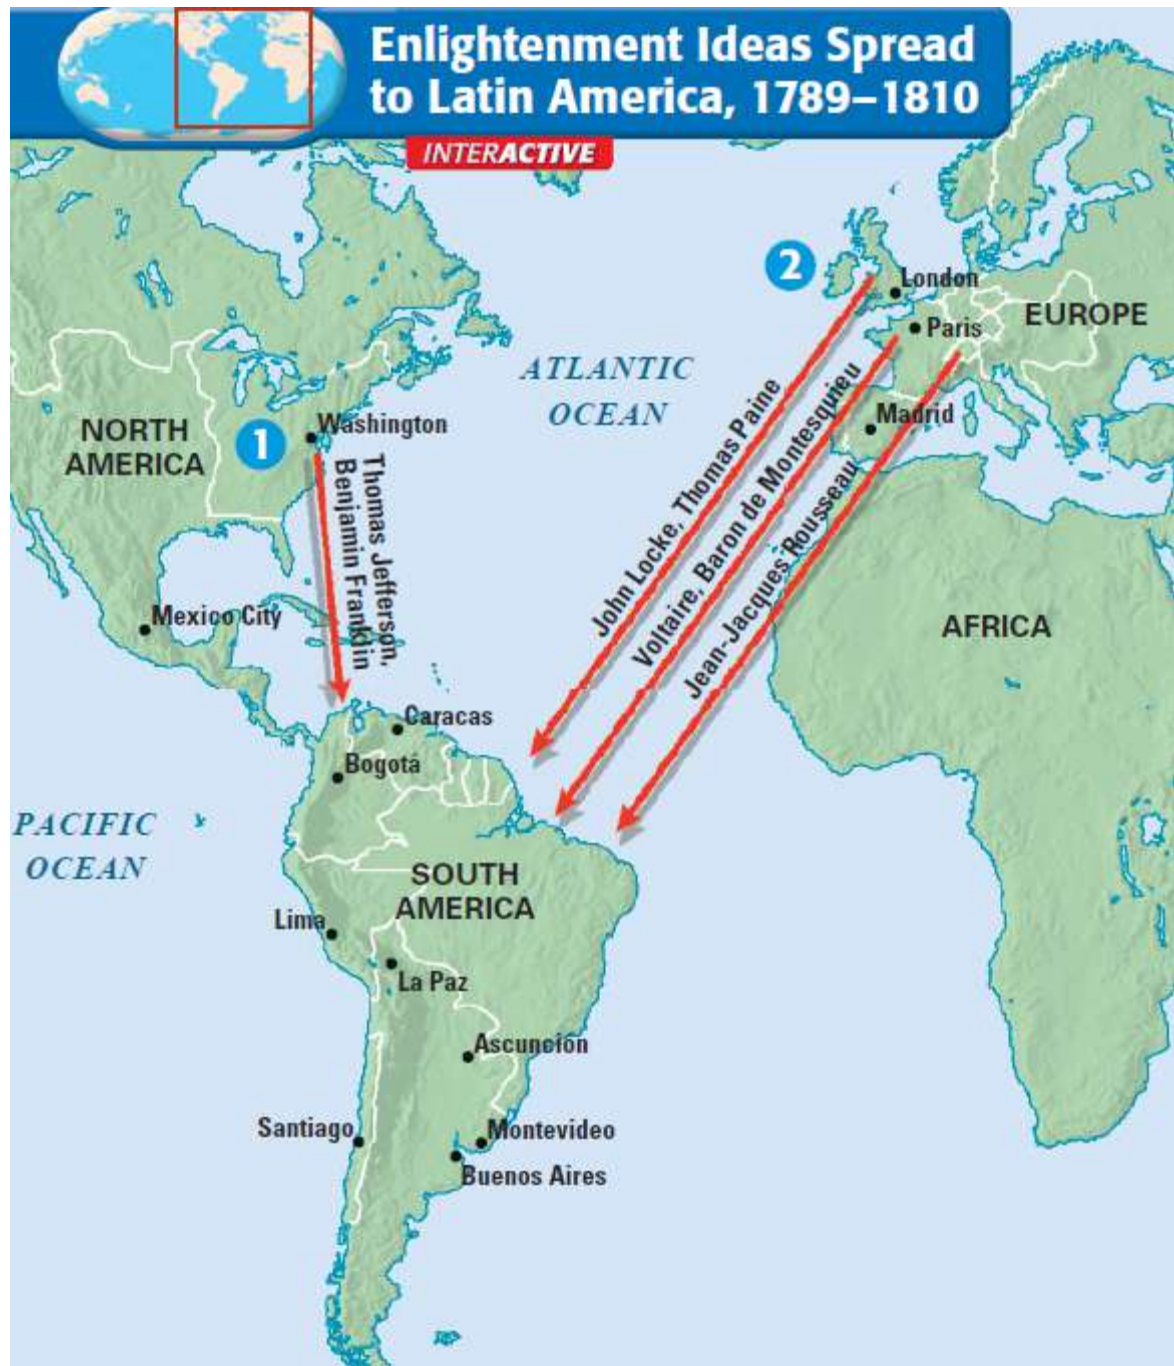 Enlightenment Ideas Spread
to Latin America, 1789–1810
INTERACTIVE
2
London
Paris
EUROPE
ATLANTIC
OCEAN
Madrid
NORTH
AMERICA
1
Washington
Thomas Jefferson,
Benjamin Franklin
John Locke, Thomas Paine
Voltaire, Baron de Montesquieu
Jean-Jacques Rousseau
Mexico City
AFRICA
Caracas
Bogotá
PACIFIC
OCEAN
SOUTH
AMERICA
Lima
La Paz
Ascunción
Santiago
Montevideo
Buenos Aires